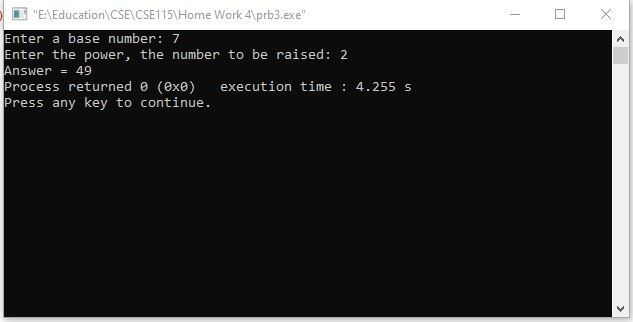 "E:\Education\CSE\CSE115\Home Work 4\prb3.exe"
Enter a base number: 7
Enter the power, the number to be raised: 2
Answer = 49
Process returned 0 (0x0)   execution time : 4.255 s
Press any key to continue.